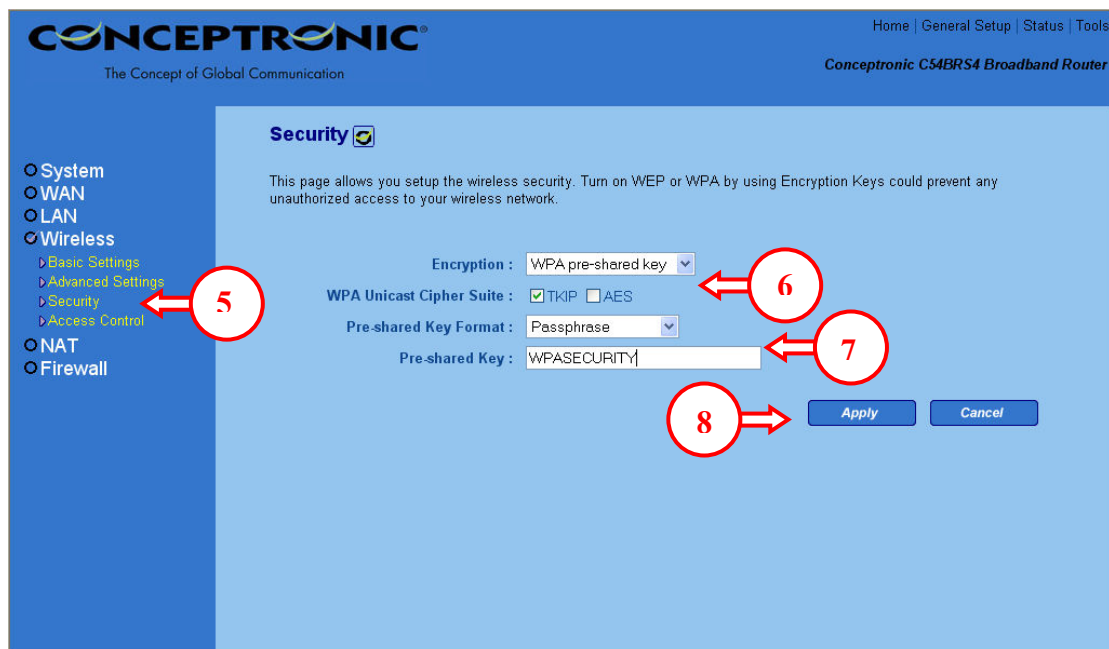 CONCEPTRONIC®
The Concept of Global Communication
Home | General Setup | Status | Tools
Conceptronic C54BRS4 Broadband Router
System
WAN
LAN
Wireless
Basic Settings
Advanced Settings
Security
Access Control
NAT
Firewall
5
Security
This page allows you setup the wireless security. Turn on WEP or WPA by using Encryption Keys could prevent any
unauthorized access to your wireless network.
Encryption : WPA pre-shared key
WPA Unicast Cipher Suite : TKIP AES
6
Pre-shared Key Format : Passphrase
Pre-shared Key : WPASECURITY
7
8
Apply Cancel